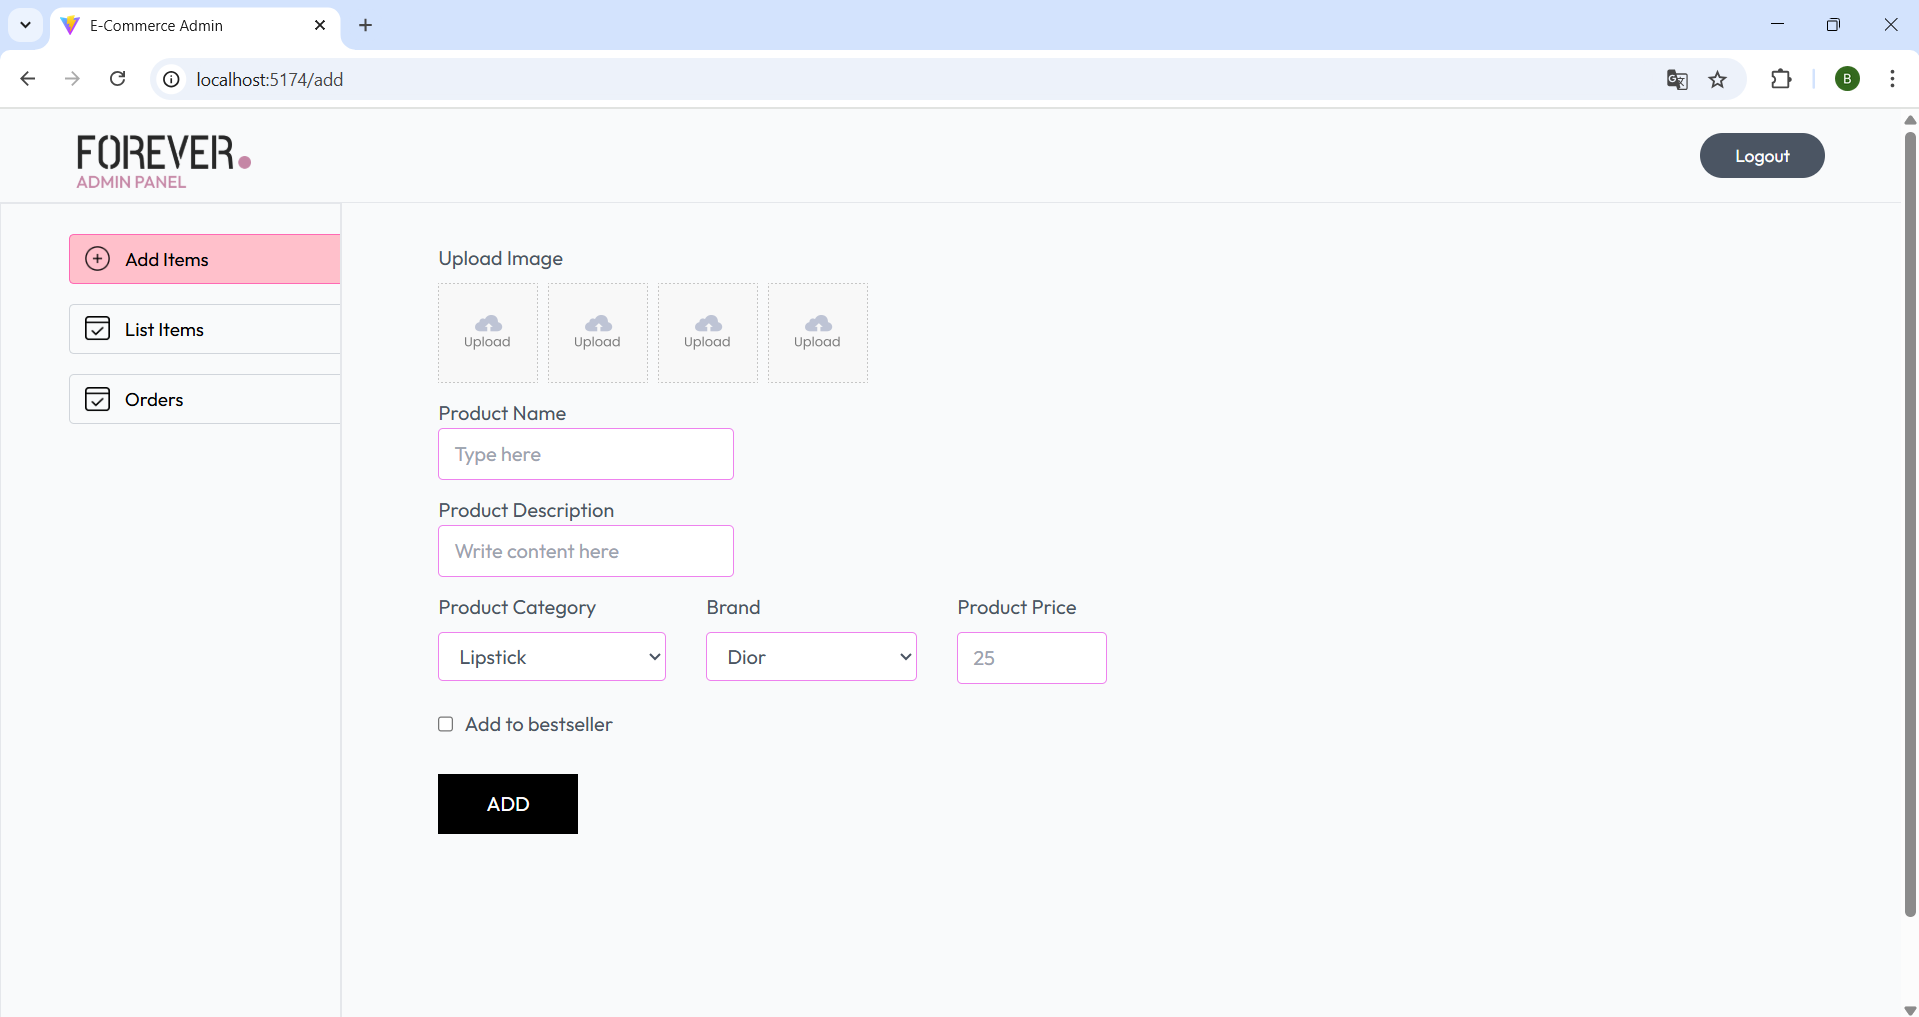 E-Commerce Admin
localhost:5174/add
B
FOREVER.
ADMIN PANEL
Logout
Add Items
List Items
Orders
Upload Image
Upload Upload Upload Upload
Product Name
Type here
Product Description
Write content here
Product Category Brand Product Price
Lipstick Dior 25
Add to bestseller
ADD